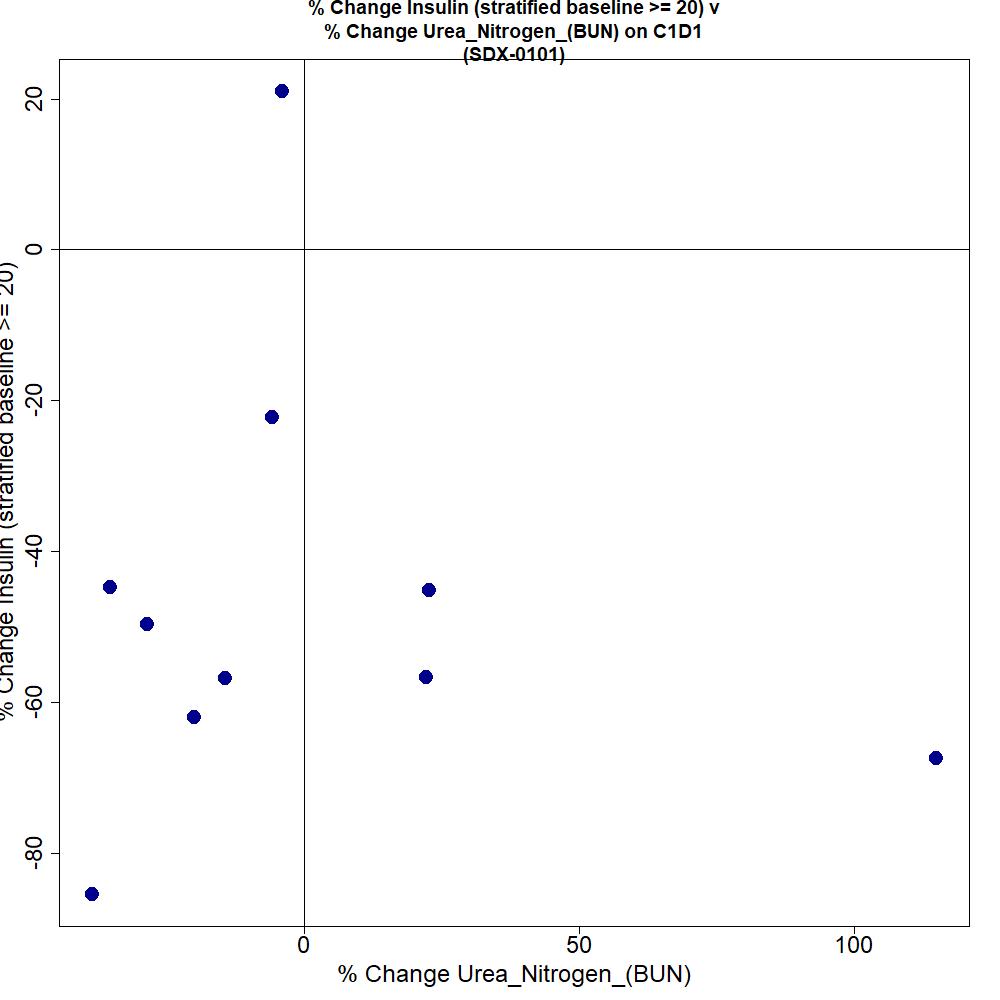 % Change Insulin (stratified baseline >= 20) v
% Change Urea_Nitrogen_(BUN) on C1D1
(SDX-0101)
% Change Insulin (stratified baseline >= 20)
20
0
-20
-40
-60
-80
0
50
100
% Change Urea_Nitrogen_(BUN)